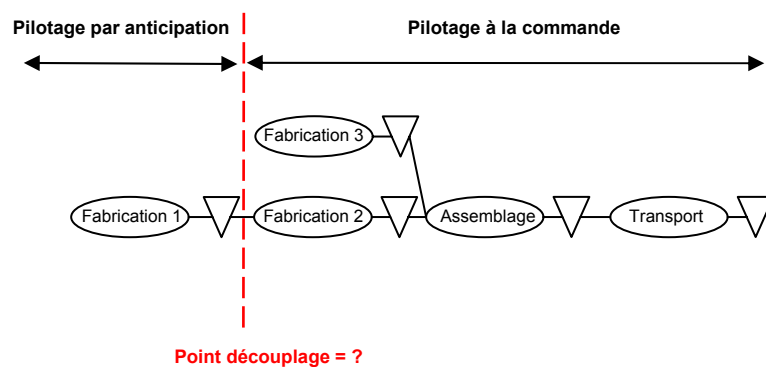 Pilotage par anticipation
Pilotage à la commande
Fabrication 3
Fabrication 1
Fabrication 2
Assemblage
Transport
Point découplage = ?